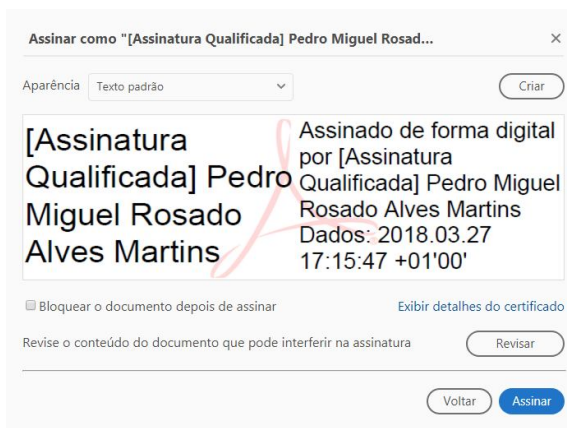 Assinar como "[Assinatura Qualificada] Pedro Miguel Rosad...
Aparência
Texto padrão
Criar
[Assinatura
Qualificada] Pedro
Miguel Rosado
Alves Martins
Assinado de forma digital
por [Assinatura
Qualificada] Pedro Miguel
Rosado Alves Martins
Dados: 2018.03.27
17:15:47 +01'00'
Bloquear o documento depois de assinar
Exibir detalhes do certificado
Revise o conteúdo do documento que pode interferir na assinatura
Revisar
Voltar
Assinar